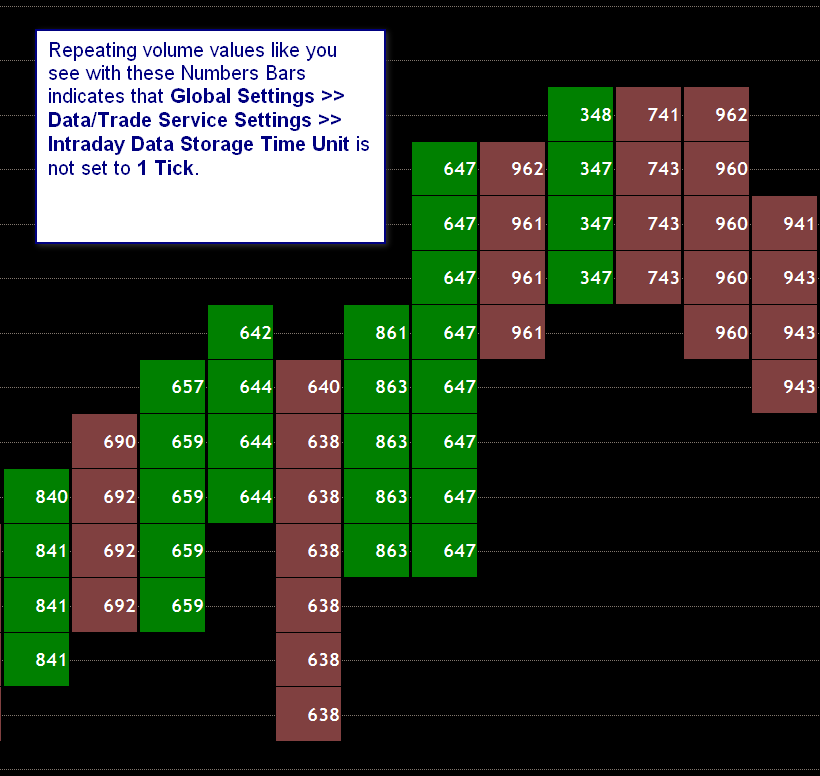 Repeating volume values like you
see with these Numbers Bars
indicates that Global Settings >>
Data/Trade Service Settings >>
Intraday Data Storage Time Unit is
not set to 1 Tick.
348 741 962
647 962 347 743 960
647 961 347 743 960 941
647 961 347 743 960 943
642 861 647 961 960 943
657 644 640 863 647 943
690 659 644 638 863 647
840 692 659 644 638 863 647
841 692 659 638 863 647
841 692 659 638
841 638
638